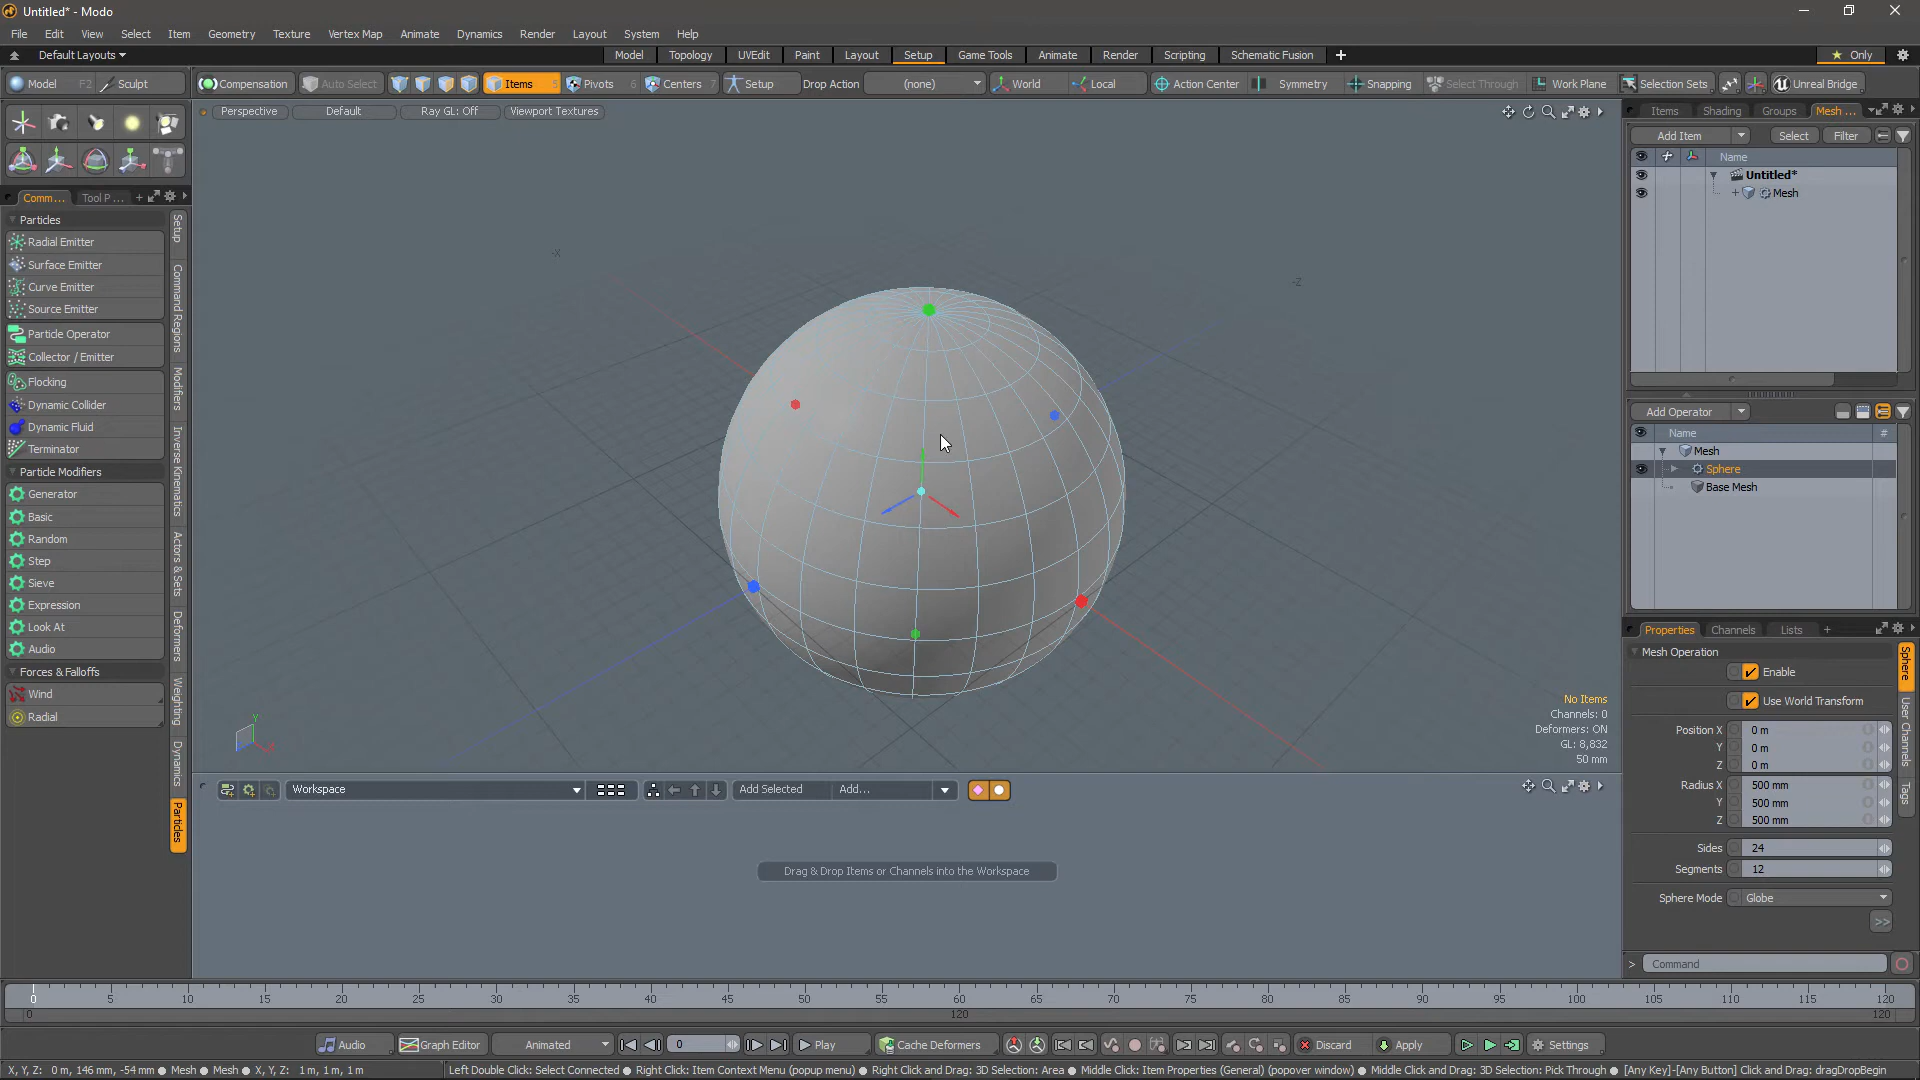 Untitled* - Modo
File Edit View Select Item Geometry Texture Vertex Map Animate Dynamics Render Layout System Help
Default Layouts Model Topology UVEdit Paint Layout Setup Game Tools Animate Render Scripting Schematic Fusion Only
Model F2 Sculpt Compensation Auto Select Items 5 Pivots 6 Centers 7 Setup Drop Action (none) World Local Action Center Symmetry Snapping Select Through Work Plane Selection Sets Unreal Bridge
Perspective Default Ray GL: Off Viewport Textures
Items Shading Groups Mesh ...
Add Item Select Filter
Name
Untitled*
Mesh
Comm... Tool P ...
Particles
Radial Emitter
Surface Emitter
Curve Emitter
Source Emitter
Particle Operator
Collector / Emitter
Flocking
Dynamic Collider
Dynamic Fluid
Terminator
Particle Modifiers
Generator
Basic
Random
Step
Sieve
Expression
Look At
Audio
Forces & Falloffs
Wind
Radial
Setup
Command Regions
Modifiers
Inverse Kinematics
Actors & Sets
Deformers
Weighting
Dynamics
Particles
-X
-Z
Y
X
No Items
Channels: 0
Deformers: ON
GL: 8,832
50 mm
Add Operator
Name #
Mesh
Sphere
Base Mesh
Properties Channels Lists
Mesh Operation
Enable
Use World Transform
Position X 0 m
Y 0 m
Z 0 m
Radius X 500 mm
Y 500 mm
Z 500 mm
Sides 24
Segments 12
Sphere Mode Globe
>>
Sphere
User Channels
Tags
> Command
Workspace Add Selected Add...
Drag & Drop Items or Channels into the Workspace
0 5 10 15 20 25 30 35 40 45 50 55 60 65 70 75 80 85 90 95 100 105 110 115 120
0 120 120
Audio Graph Editor Animated 0 Play Cache Deformers Discard Apply Settings
X, Y, Z: 0 m, 146 mm, -54 mm ● Mesh ● Mesh ● X, Y, Z: 1 m, 1 m, 1 m Left Double Click: Select Connected ● Right Click: Item Context Menu (popup menu) ● Right Click and Drag: 3D Selection: Area ● Middle Click: Item Properties (General) (popover window) ● Middle Click and Drag: 3D Selection: Pick Through ● [Any Key]-[Any Button] Click and Drag: dragDropBegin